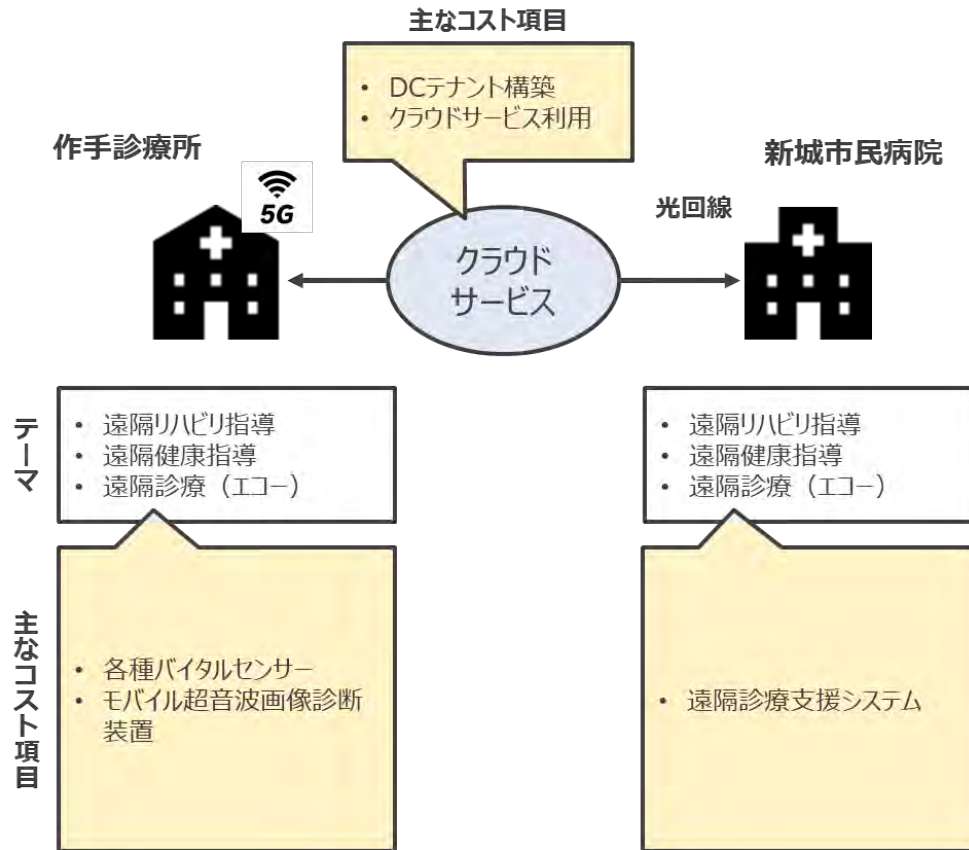 主なコスト項目
• DCテナント構築
• クラウドサービス利用
作手診療所
5G
新城市民病院
光回線
クラウド
サービス
テーマ
• 遠隔リハビリ指導
• 遠隔健康指導
• 遠隔診療（エコー）
• 遠隔リハビリ指導
• 遠隔健康指導
• 遠隔診療（エコー）
主なコスト項目
• 各種バイタルセンサー
• モバイル超音波画像診断
装置
• 遠隔診療支援システム